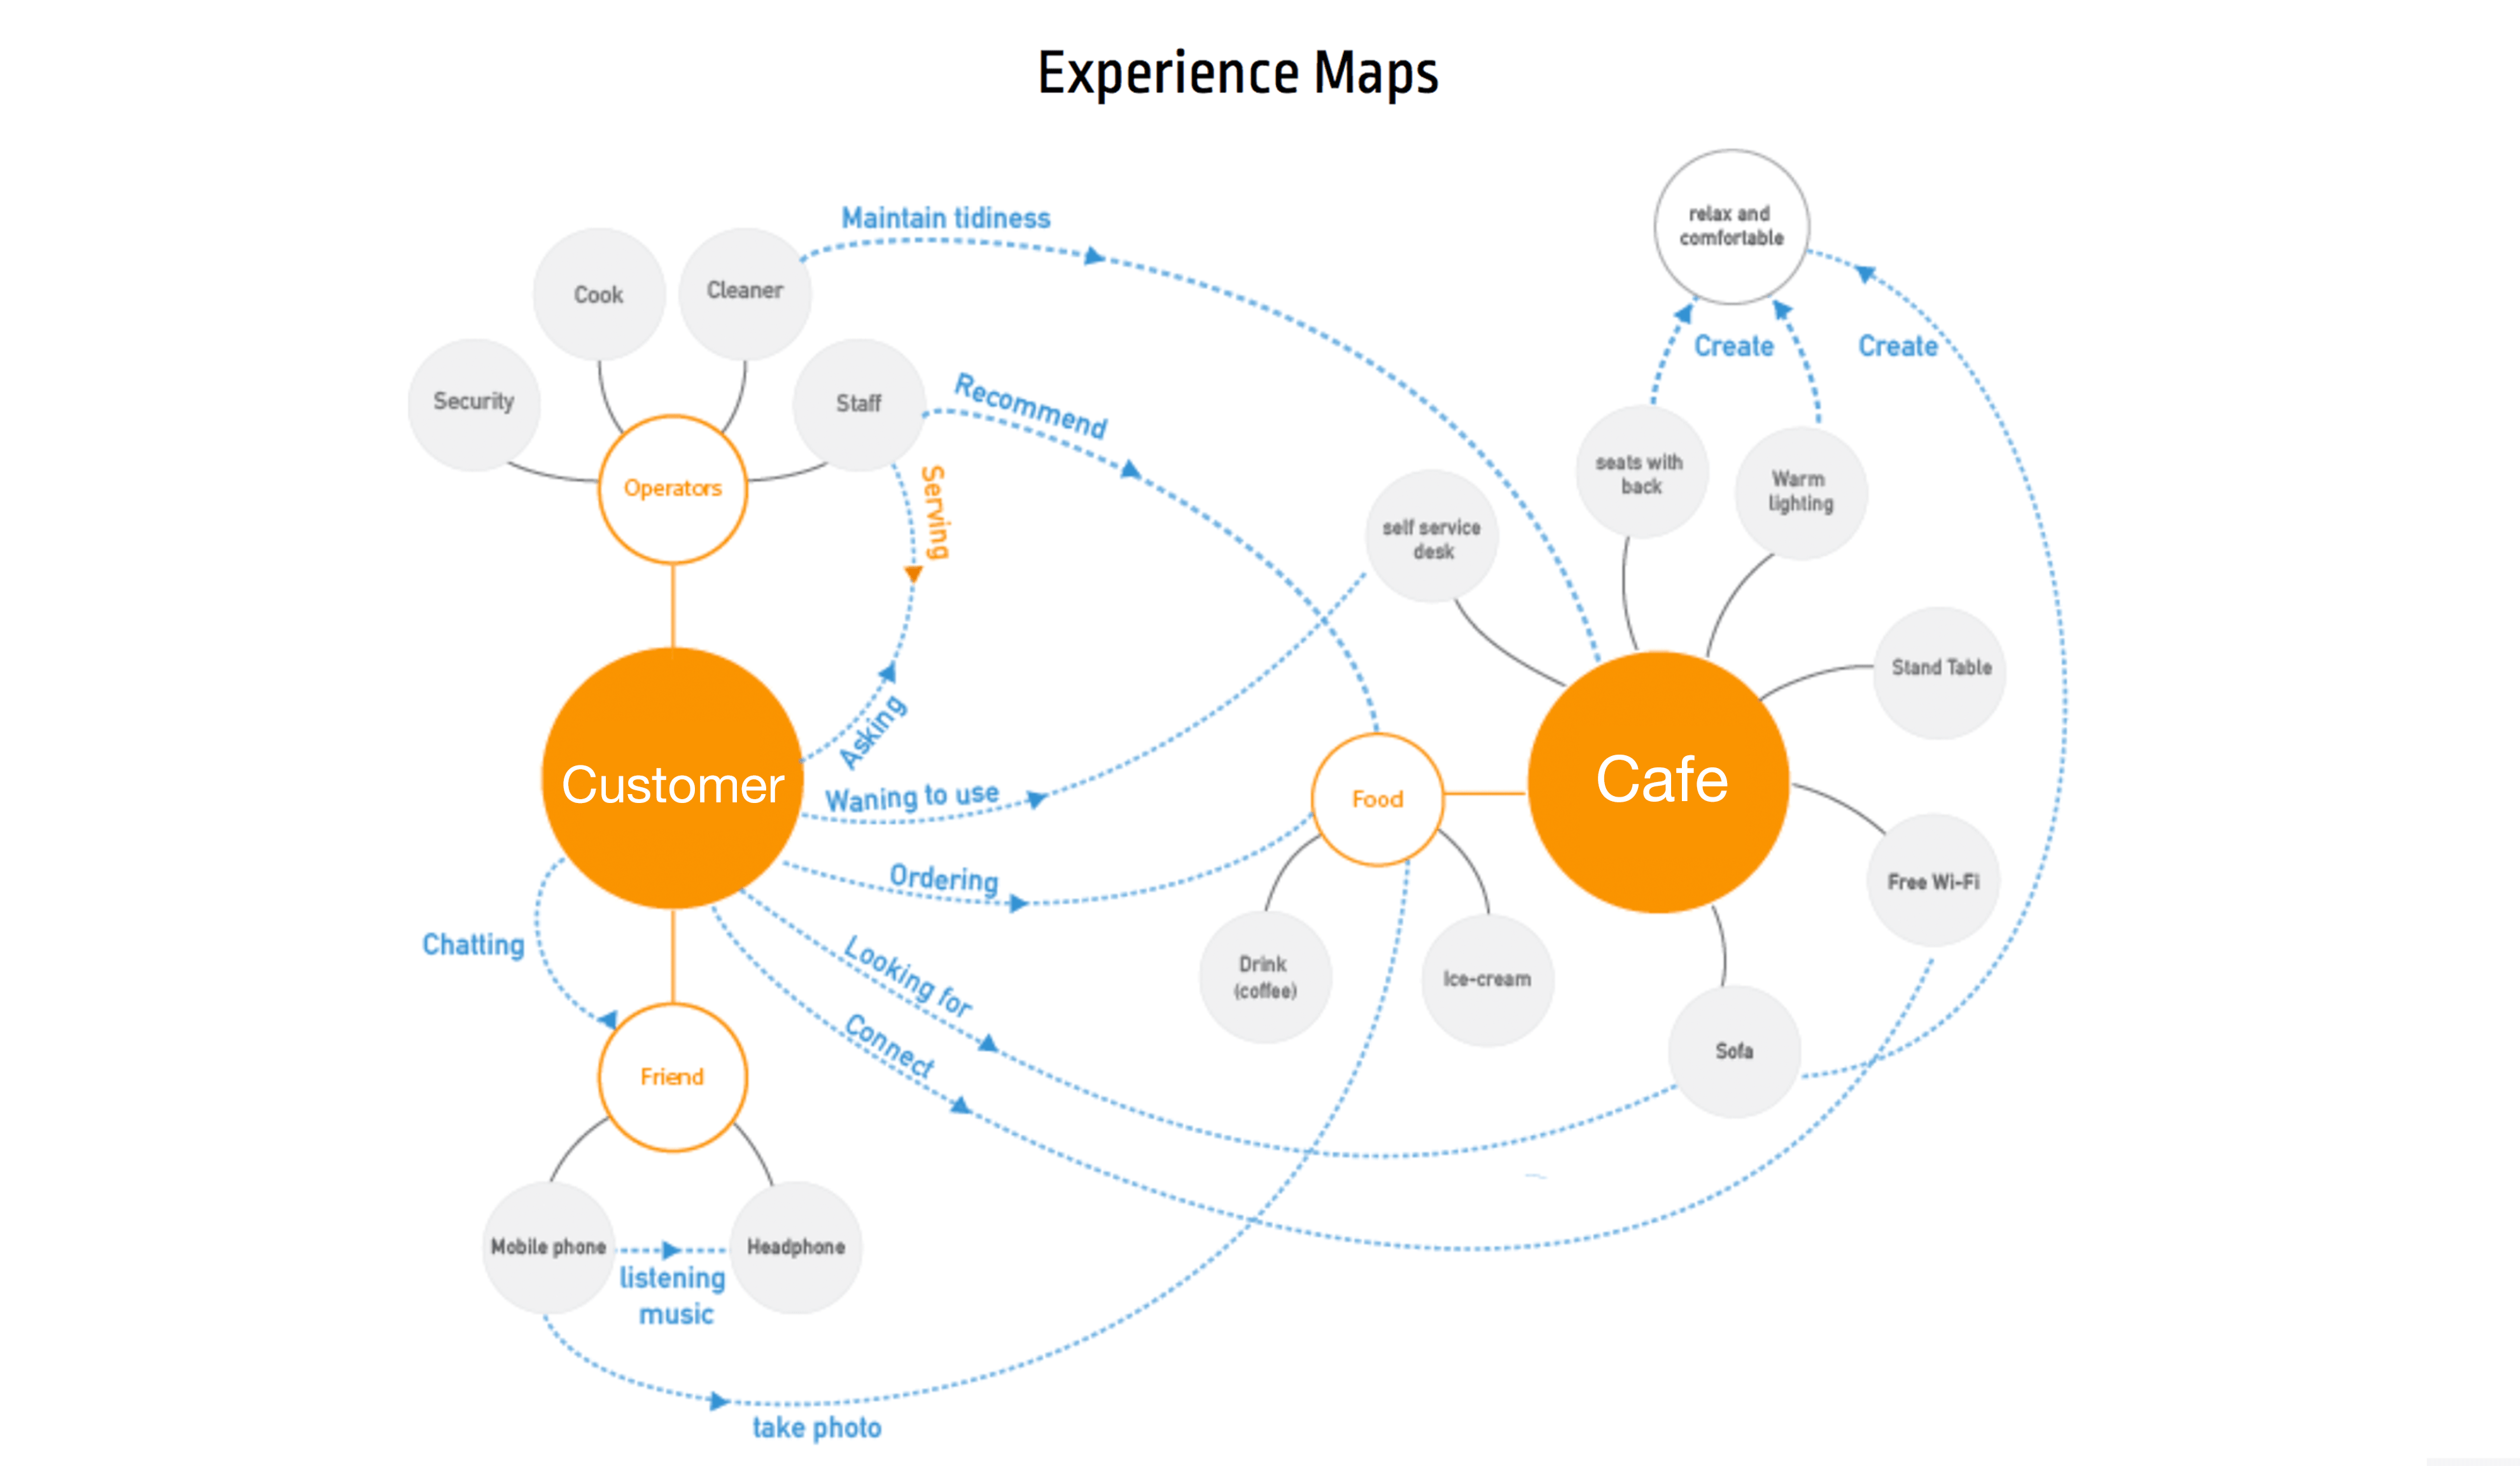 Experience Maps
Maintain tidiness
relax and
comfortable
Cook
Cleaner
Create
Create
Security
Staff
Recommend
Operators
Serving
seats with
back
Warm
lighting
self service
desk
Stand Table
Asking
Customer
Waning to use
Food
Cafe
Ordering
Free Wi-Fi
Chatting
Looking for
Drink
(coffee)
Ice-cream
Connect
Sofa
Friend
Mobile phone
Headphone
listening
music
take photo